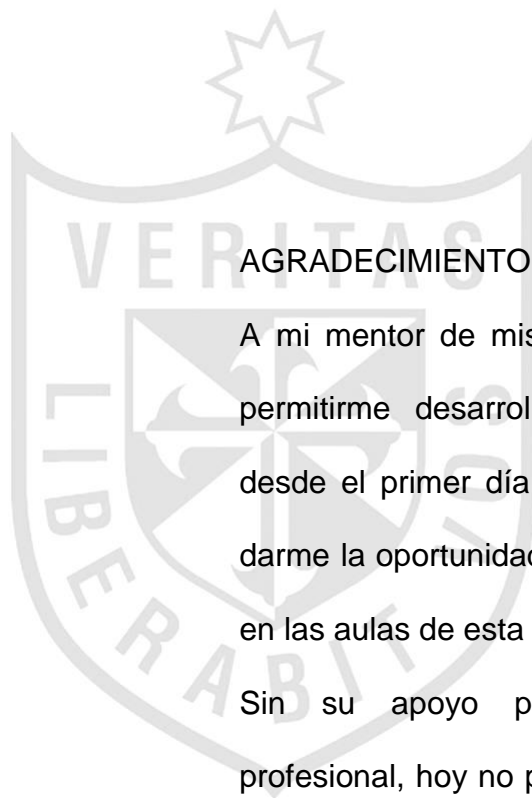 VERITAS
LIBERABIT VOS
AGRADECIMIENTO
A mi mentor de mis
permitirme desarrol
desde el primer día
darme la oportunidad
en las aulas de esta
Sin su apoyo p
profesional, hoy no p